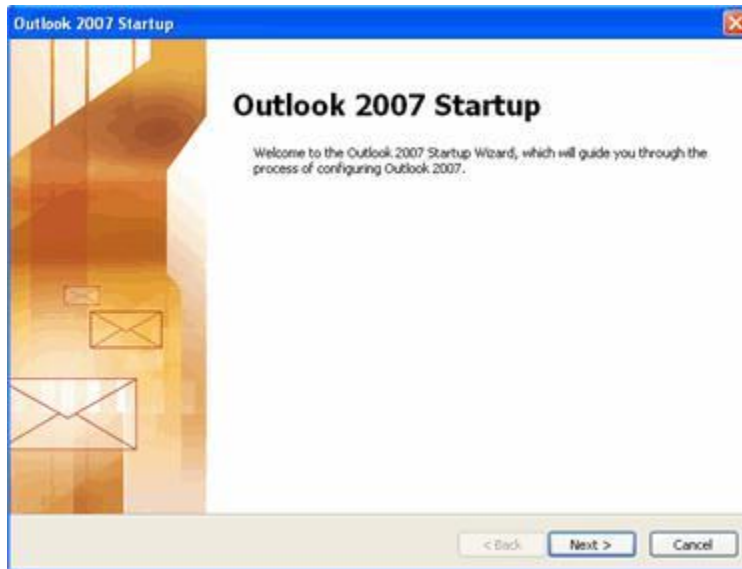 Outlook 2007 Startup
Outlook 2007 Startup
Welcome to the Outlook 2007 Startup Wizard, which will guide you through the
process of configuring Outlook 2007.
< Back
Next >
Cancel